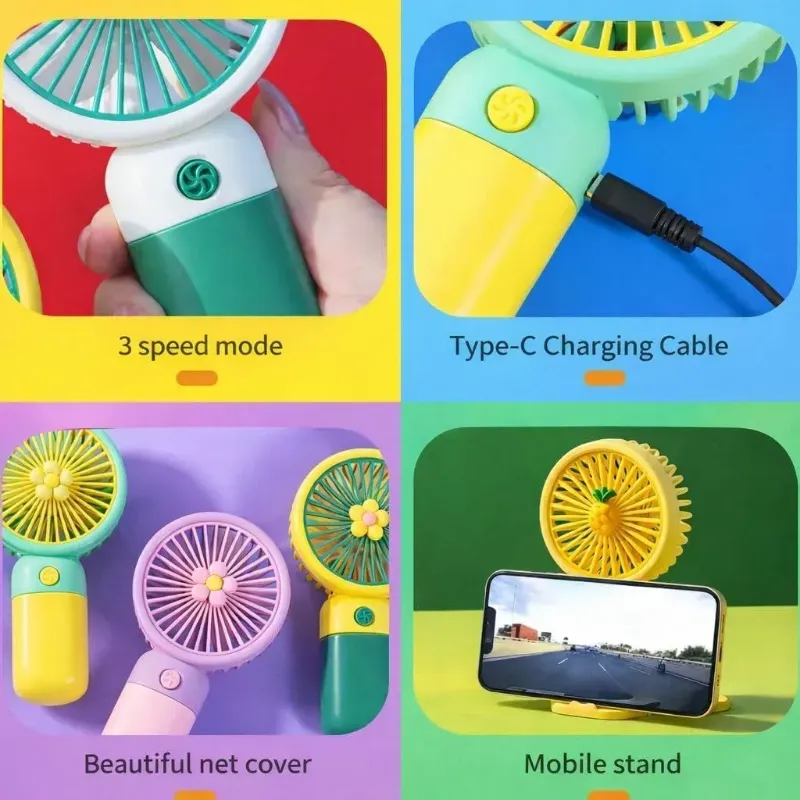 3 speed mode
Type-C Charging Cable
Beautiful net cover
Mobile stand